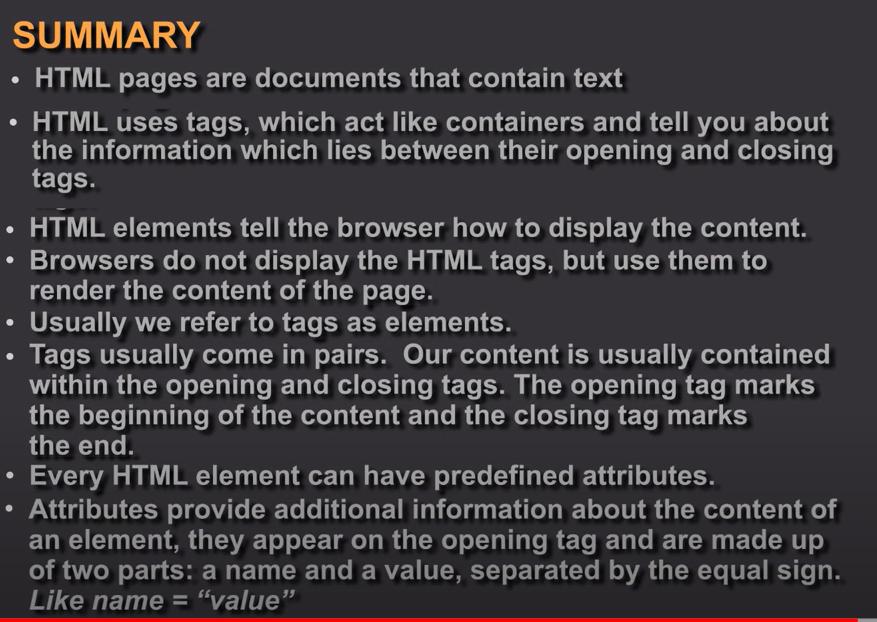 SUMMARY
• HTML pages are documents that contain text
• HTML uses tags, which act like containers and tell you about
the information which lies between their opening and closing
tags.
• HTML elements tell the browser how to display the content.
• Browsers do not display the HTML tags, but use them to
render the content of the page.
• Usually we refer to tags as elements.
• Tags usually come in pairs.  Our content is usually contained
within the opening and closing tags. The opening tag marks
the beginning of the content and the closing tag marks
the end.
• Every HTML element can have predefined attributes.
• Attributes provide additional information about the content of
an element, they appear on the opening tag and are made up
of two parts: a name and a value, separated by the equal sign.
Like name = “value”